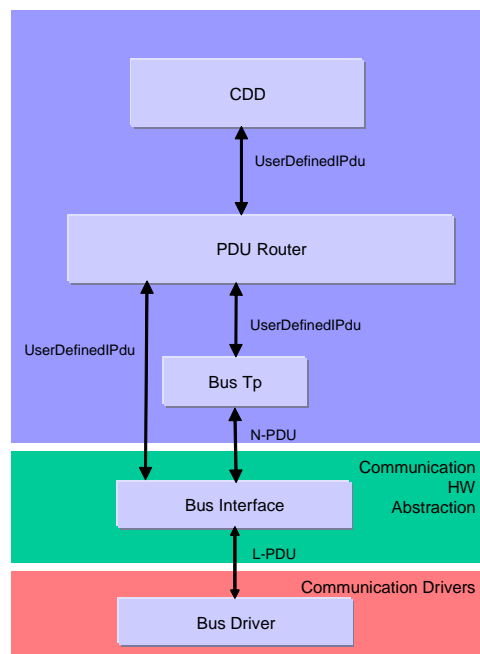 CDD
UserDefinedIPdu
PDU Router
UserDefinedIPdu
UserDefinedIPdu
Bus Tp
N-PDU
Communication
HW
Abstraction
Bus Interface
L-PDU
Communication Drivers
Bus Driver